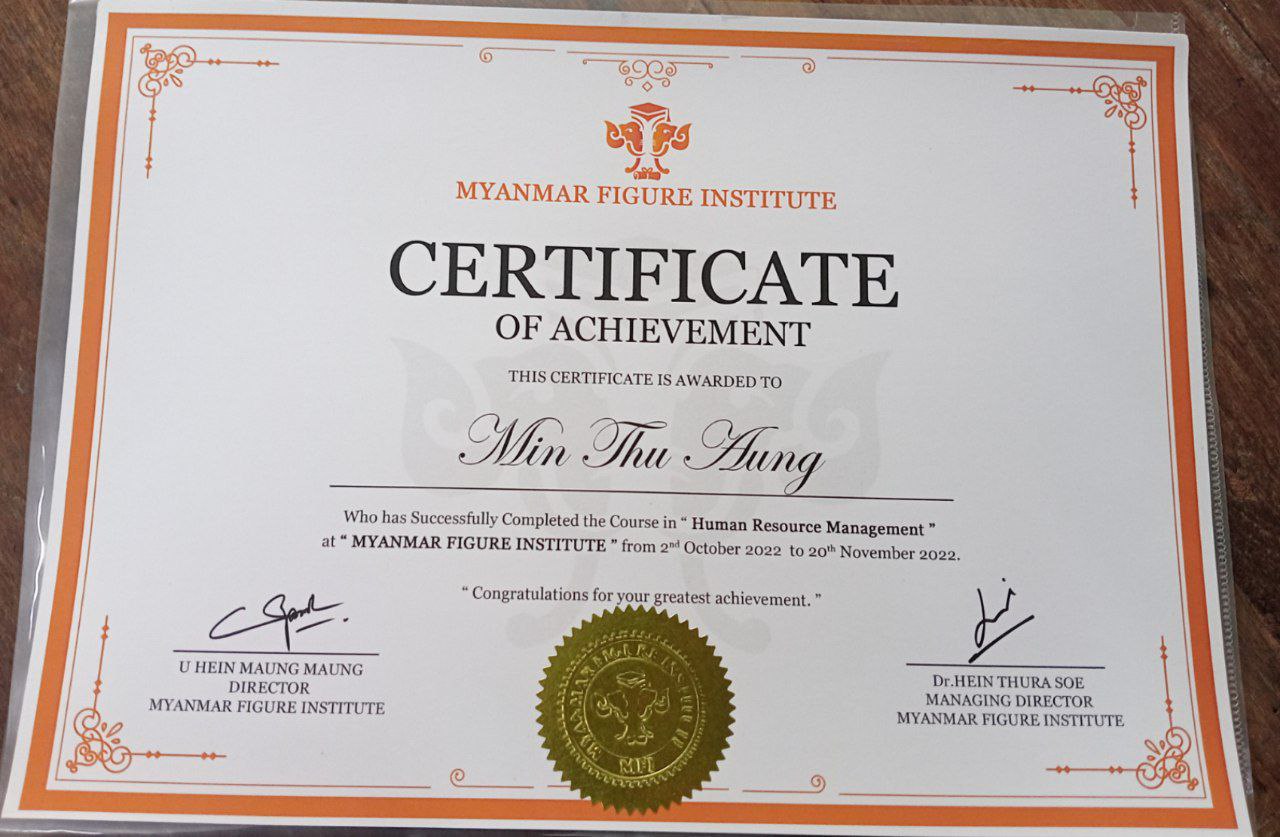 MYANMAR FIGURE INSTITUTE
CERTIFICATE
OF ACHIEVEMENT
THIS CERTIFICATE IS AWARDED TO
Min Thu Aung
Who has Successfully Completed the Course in “ Human Resource Management ”
at “ MYANMAR FIGURE INSTITUTE ” from 2nd October 2022 to 20th November 2022.
“ Congratulations for your greatest achievement. ”
U HEIN MAUNG MAUNG
DIRECTOR
MYANMAR FIGURE INSTITUTE
Dr.HEIN THURA SOE
MANAGING DIRECTOR
MYANMAR FIGURE INSTITUTE
MFI